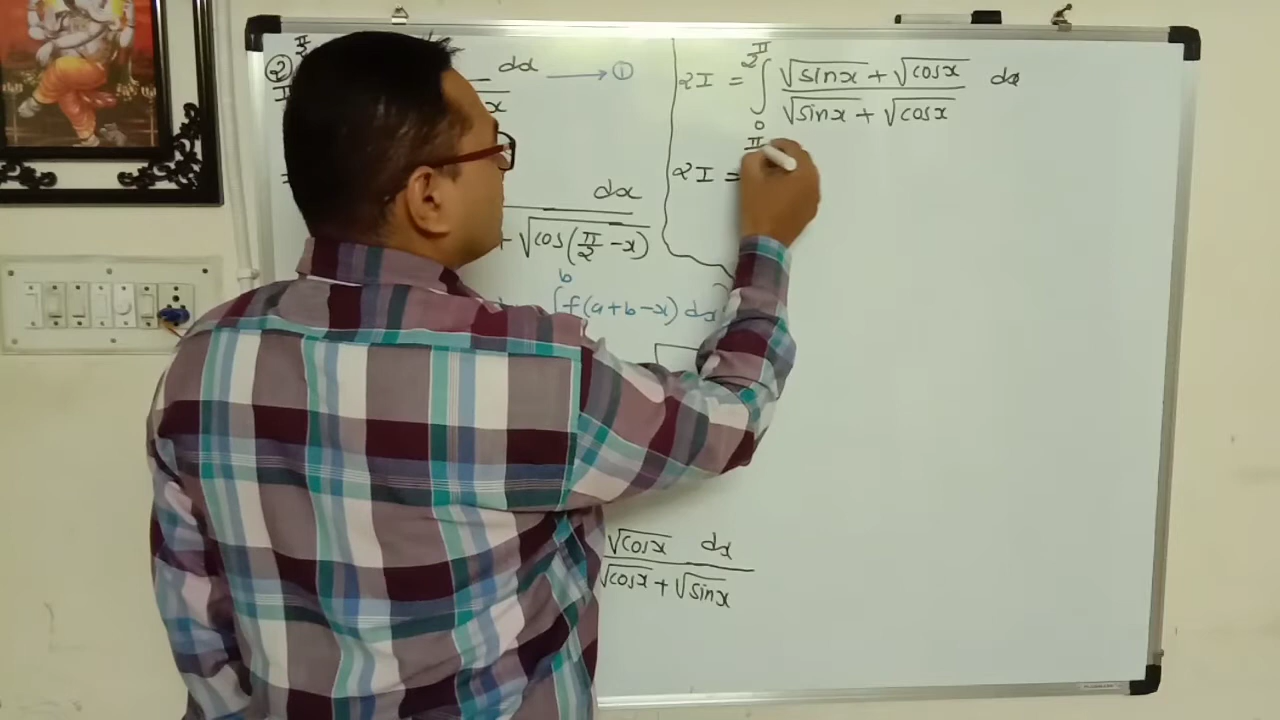 ② π/2 dx ⟶ ①
x
dx
+ √cos(π/2 − x)
b
∫ f(a+b−x) dx
√cosx dx
√cosx + √sinx
2I = ∫₀^{π/2} (√sinx + √cosx)/(√sinx + √cosx) dx
π
2I =